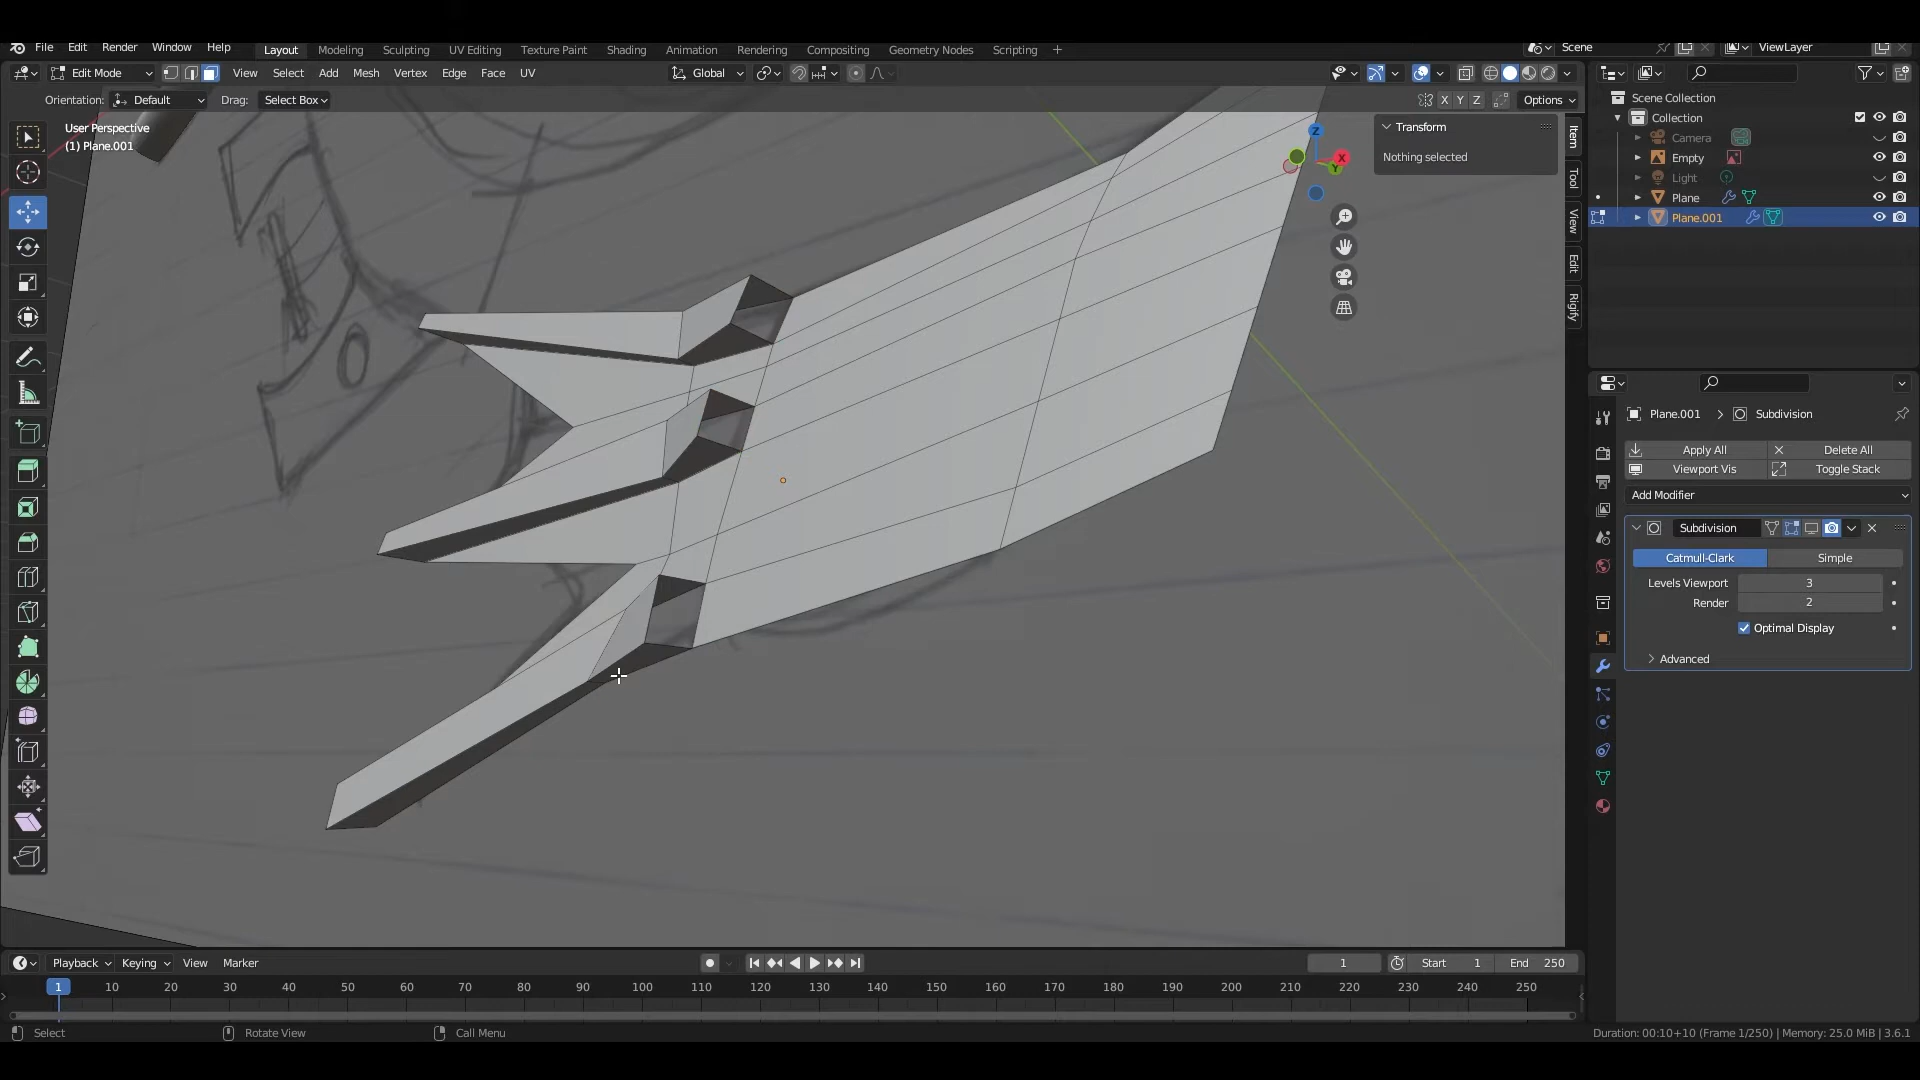 File Edit Render Window Help Layout Modeling Sculpting UV Editing Texture Paint Shading Animation Rendering Compositing Geometry Nodes Scripting + Scene ViewLayer
Edit Mode View Select Add Mesh Vertex Edge Face UV Global
Orientation: Default Drag: Select Box X Y Z Options
User Perspective
(1) Plane.001
Z
X
Y
Transform
Nothing selected
Item
Tool
View
Edit
Rigify
Scene Collection
Collection
Camera
Empty
Light
Plane
Plane.001
Plane.001 > Subdivision
Apply All Delete All
Viewport Vis Toggle Stack
Add Modifier
Subdivision
Catmull-Clark Simple
Levels Viewport 3
Render 2
Optimal Display
Advanced
Playback Keying View Marker 1 Start 1 End 250
1 10 20 30 40 50 60 70 80 90 100 110 120 130 140 150 160 170 180 190 200 210 220 230 240 250
Select Rotate View Call Menu Duration: 00:10+10 (Frame 1/250) | Memory: 25.0 MiB | 3.6.1